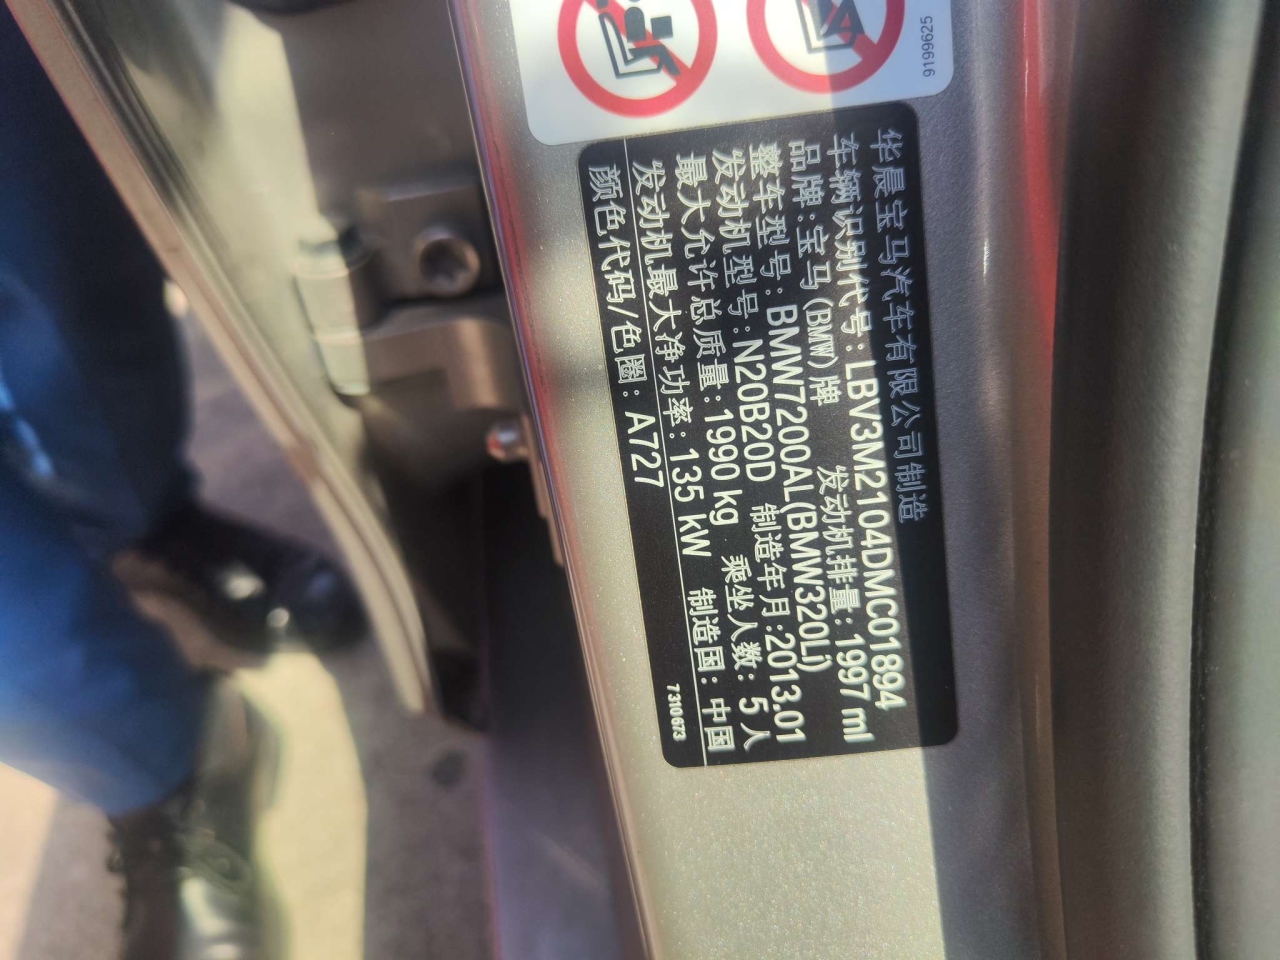 9199625
华晨宝马汽车有限公司制造
车辆识别代号:LBV3M2104DMC01894
品牌:宝马(BMW)牌 发动机排量:1997 ml
整车型号:BMW7200AL(BMW320Li)
发动机型号:N20B20D 制造年月:2013.01
最大允许总质量:1990 kg 乘坐人数:5人
发动机最大净功率:135 kW 制造国:中国
颜色代码/色圈:A727
7310673